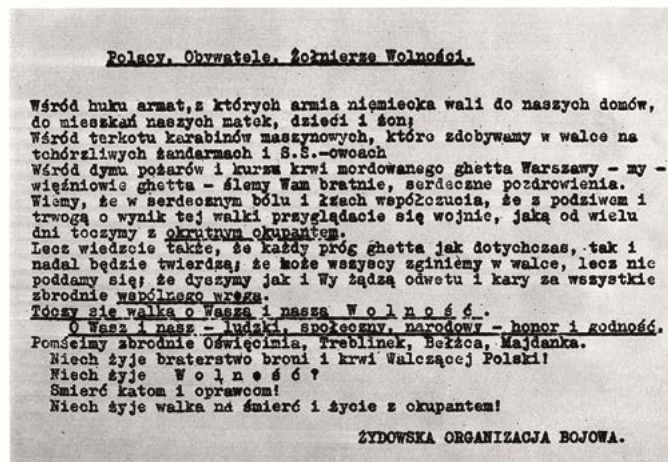 Polacy, Obywatele, Żołnierze Wolności.
Wśród huku armat, z których armia niemiecka wali do naszych domów,
do mieszkań naszych matek, dzieci i żon;
Wśród terkotu karabinów maszynowych, które zdobywamy w walce na
tchórzliwych żandarmach i S.S.-owcach
Wśród dymu pożarów i kurzu krwi mordowanego ghetta Warszawy - my -
więźniowie ghetta - ślemy Wam bratnie, serdeczne pozdrowienia.
Wiemy, że w serdecznym bólu i łzach współczucia, że z podziwem i
trwogą o wynik tej walki przyglądacie się wojnie, jaką od wielu
dni toczymy z okrutnym okupantem.
Lecz wiedzcie także, że każdy próg ghetta jak dotychczas, tak i
nadal będzie twierdzą; że może wszyscy zginiemy w walce, lecz nie
poddamy się; że dyszymy jak i Wy żądzą odwetu i kary za wszystkie
zbrodnie wspólnego wroga.
Toczy się walka o Waszą i naszą W o l n o ś ć .
O Wasz i nasz - ludzki, społeczny, narodowy - honor i godność.
Pomścimy zbrodnie Oświęcimia, Treblinek, Bełżca, Majdanka.
Niech żyje braterstwo broni i krwi Walczącej Polski!
Niech żyje W o l n o ś ć ?
Śmierć katom i oprawcom!
Niech żyje walka na śmierć i życie z okupantem!
ŻYDOWSKA ORGANIZACJA BOJOWA.